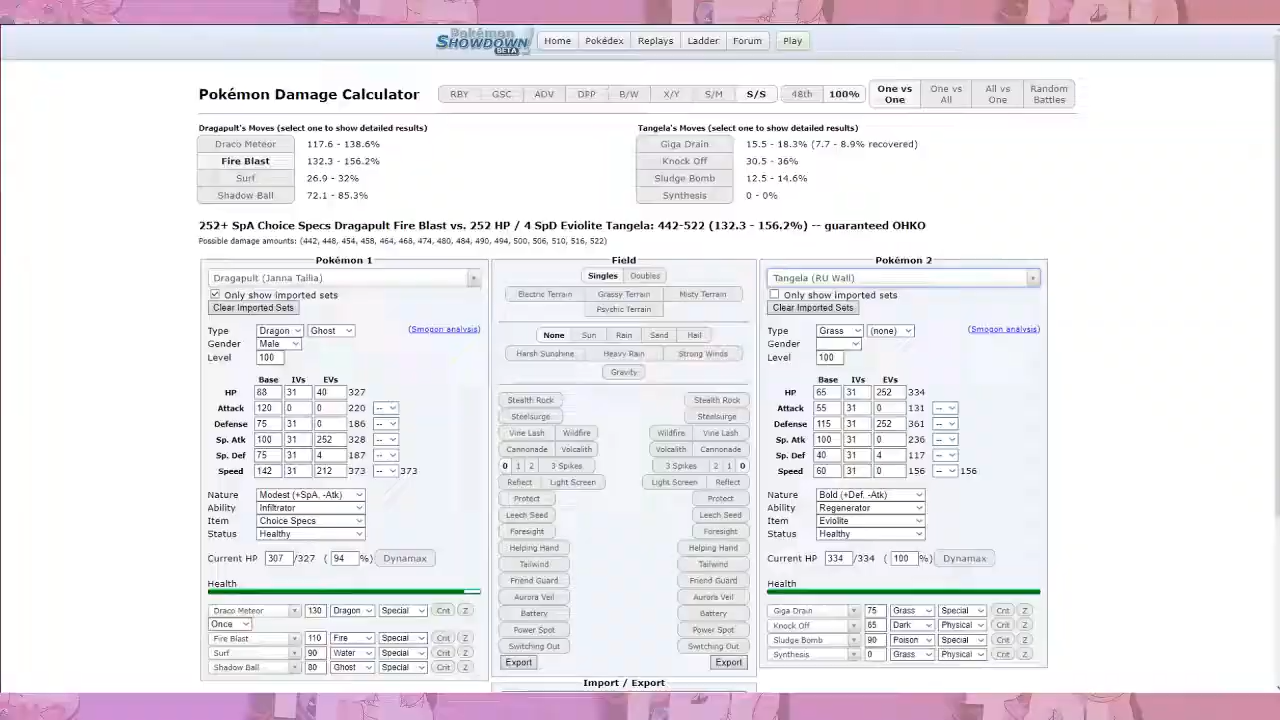 Pokémon SHOWDOWN! BETA Home Pokédex Replays Ladder Forum Play
Pokémon Damage Calculator RBY GSC ADV DPP B/W X/Y S/M S/S 48th 100% One vs One One vs All All vs One Random Battles
Dragapult's Moves (select one to show detailed results) Tangela's Moves (select one to show detailed results)
Draco Meteor 117.6 - 138.6% Giga Drain 15.5 - 18.3% (7.7 - 8.9% recovered)
Fire Blast 132.3 - 156.2% Knock Off 30.5 - 36%
Surf 26.9 - 32% Sludge Bomb 12.5 - 14.6%
Shadow Ball 72.1 - 85.3% Synthesis 0 - 0%
252+ SpA Choice Specs Dragapult Fire Blast vs. 252 HP / 4 SpD Eviolite Tangela: 442-522 (132.3 - 156.2%) -- guaranteed OHKO
Possible damage amounts: (442, 448, 454, 458, 464, 468, 474, 480, 484, 490, 494, 500, 506, 510, 516, 522)
Pokémon 1
Dragapult (Janna Tallia)
Only show imported sets
Clear Imported Sets
Type Dragon Ghost (Smogon analysis)
Gender Male
Level 100
Base IVs EVs
HP 88 31 40 327
Attack 120 0 0 220 --
Defense 75 31 0 186 --
Sp. Atk 100 31 252 328 --
Sp. Def 75 31 4 187 --
Speed 142 31 212 373 -- 373
Nature Modest (+SpA, -Atk)
Ability Infiltrator
Item Choice Specs
Status Healthy
Current HP 307 /327 ( 94 %) Dynamax
Health
Draco Meteor 130 Dragon Special Crit Z
Once
Fire Blast 110 Fire Special Crit Z
Surf 90 Water Special Crit Z
Shadow Ball 80 Ghost Special Crit Z
Field
Singles Doubles
Electric Terrain Grassy Terrain Misty Terrain
Psychic Terrain
None Sun Rain Sand Hail
Harsh Sunshine Heavy Rain Strong Winds
Gravity
Stealth Rock Stealth Rock
Steelsurge Steelsurge
Vine Lash Wildfire Wildfire Vine Lash
Cannonade Volcalith Volcalith Cannonade
0 1 2 3 Spikes 3 Spikes 2 1 0
Reflect Light Screen Light Screen Reflect
Protect Protect
Leech Seed Leech Seed
Foresight Foresight
Helping Hand Helping Hand
Tailwind Tailwind
Friend Guard Friend Guard
Aurora Veil Aurora Veil
Battery Battery
Power Spot Power Spot
Switching Out Switching Out
Export Export
Import / Export
Pokémon 2
Tangela (RU Wall)
Only show imported sets
Clear Imported Sets
Type Grass (none) (Smogon analysis)
Gender
Level 100
Base IVs EVs
HP 65 31 252 334
Attack 55 31 0 131 --
Defense 115 31 252 361 --
Sp. Atk 100 31 0 236 --
Sp. Def 40 31 4 117 --
Speed 60 31 0 156 -- 156
Nature Bold (+Def, -Atk)
Ability Regenerator
Item Eviolite
Status Healthy
Current HP 334 /334 ( 100 %) Dynamax
Health
Giga Drain 75 Grass Special Crit Z
Knock Off 65 Dark Physical Crit Z
Sludge Bomb 90 Poison Special Crit Z
Synthesis 0 Grass Physical Crit Z